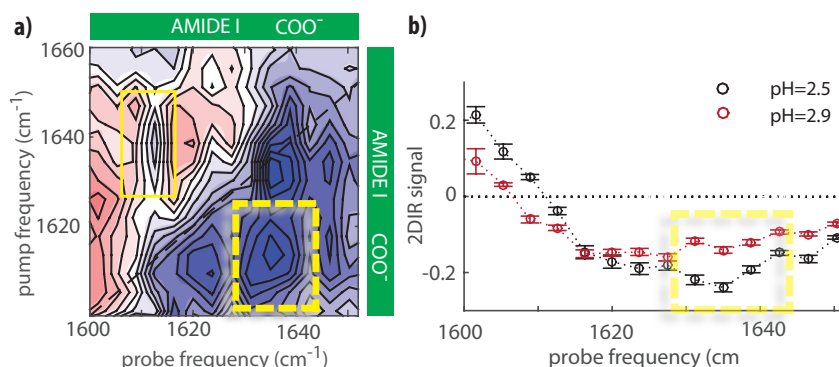 a)
AMIDE I COO⁻
1660
1640
1620
pump frequency (cm⁻¹)
AMIDE I COO⁻
1600 1620 1640
probe frequency (cm⁻¹)
b)
pH=2.5
pH=2.9
0.2
0
-0.2
2DIR signal
1600 1620 1640
probe frequency (cm